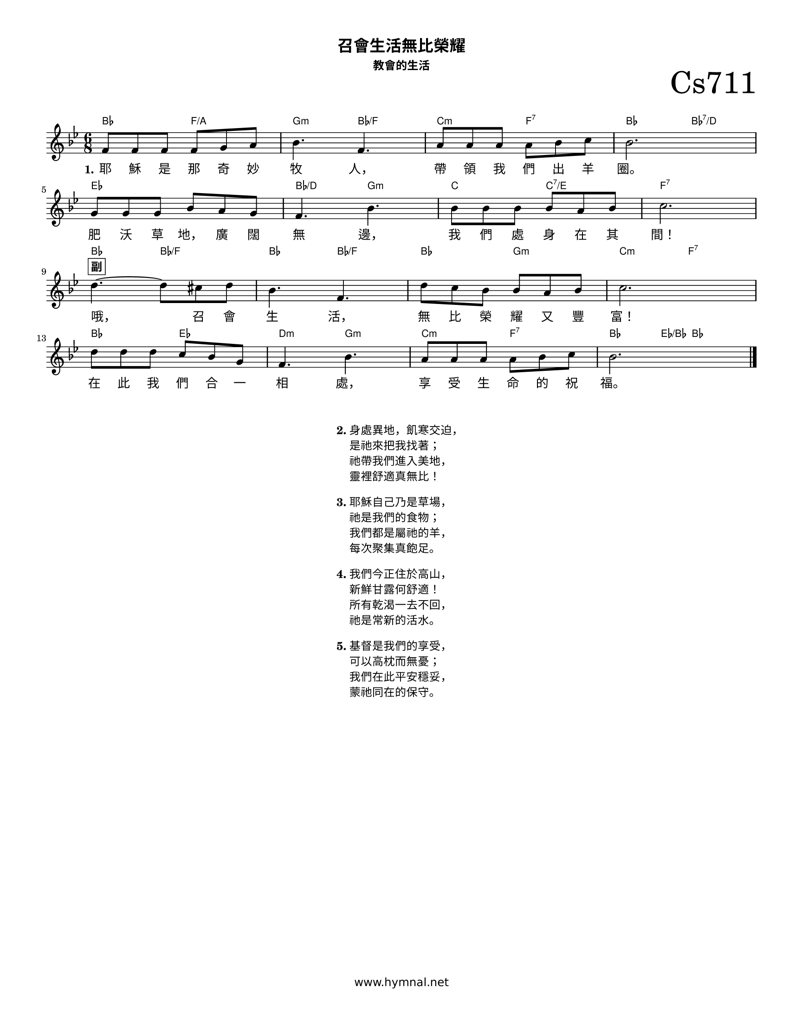 召會生活無比榮耀
教會的生活
Cs711
B♭ F/A Gm B♭/F Cm F7 B♭ B♭7/D
6
8
1. 耶 穌 是 那 奇 妙 牧 人， 帶 領 我 們 出 羊 圈。
5 E♭ B♭/D Gm C C7/E F7
肥 沃 草 地， 廣 闊 無 邊， 我 們 處 身 在 其 間！
B♭ B♭/F B♭ B♭/F B♭ Gm Cm F7
副
9
哦， 召 會 生 活， 無 比 榮 耀 又 豐 富！
13 B♭ E♭ Dm Gm Cm F7 B♭ E♭/B♭ B♭
在 此 我 們 合 一 相 處， 享 受 生 命 的 祝 福。
2. 身處異地，飢寒交迫，
是祂來把我找著；
祂帶我們進入美地，
靈裡舒適真無比！
3. 耶穌自己乃是草場，
祂是我們的食物；
我們都是屬祂的羊，
每次聚集真飽足。
4. 我們今正住於高山，
新鮮甘露何舒適！
所有乾渴一去不回，
祂是常新的活水。
5. 基督是我們的享受，
可以高枕而無憂；
我們在此平安穩妥，
蒙祂同在的保守。
www.hymnal.net